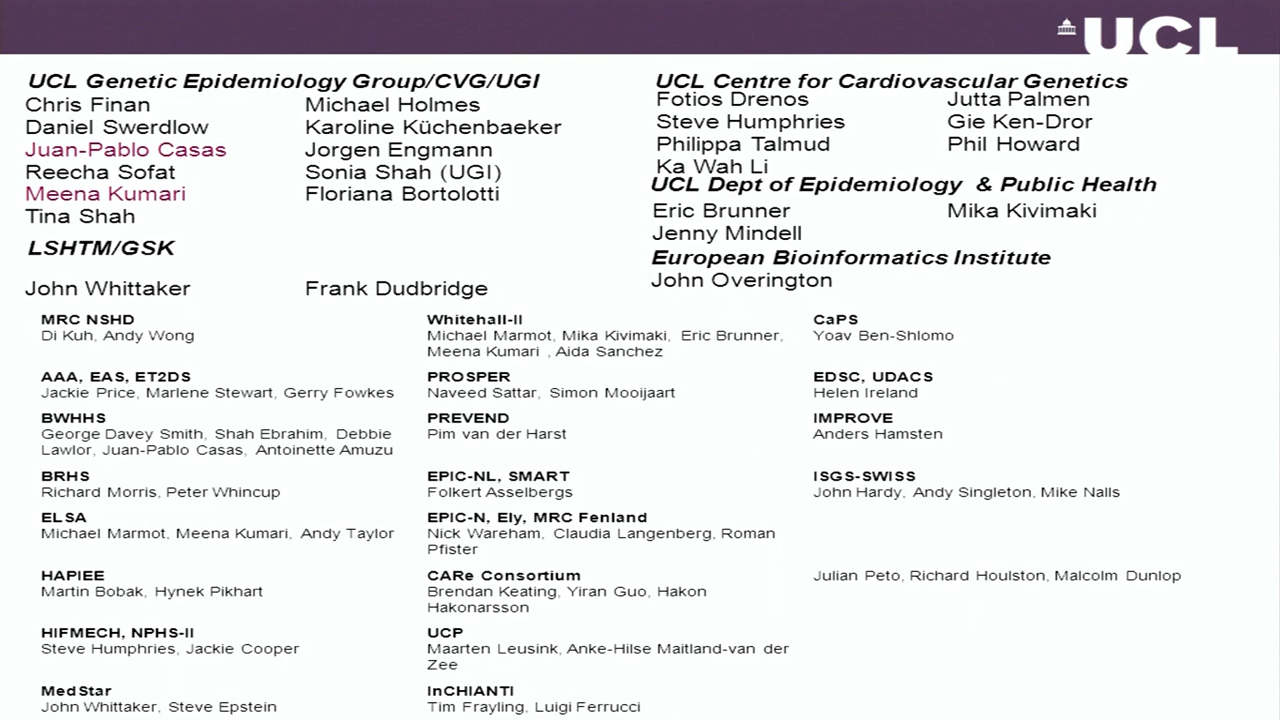 UCL
UCL Genetic Epidemiology Group/CVG/UGI
Chris Finan
Michael Holmes
Daniel Swerdlow
Karoline Küchenbaeker
Juan-Pablo Casas
Jorgen Engmann
Reecha Sofat
Sonia Shah (UGI)
Meena Kumari
Floriana Bortolotti
Tina Shah
LSHTM/GSK
John Whittaker
Frank Dudbridge
UCL Centre for Cardiovascular Genetics
Fotios Drenos
Jutta Palmen
Steve Humphries
Gie Ken-Dror
Philippa Talmud
Phil Howard
Ka Wah Li
UCL Dept of Epidemiology & Public Health
Eric Brunner
Mika Kivimaki
Jenny Mindell
European Bioinformatics Institute
John Overington
MRC NSHD
Di Kuh, Andy Wong
Whitehall-II
Michael Marmot, Mika Kivimaki, Eric Brunner,
Meena Kumari , Aida Sanchez
CaPS
Yoav Ben-Shlomo
AAA, EAS, ET2DS
Jackie Price, Marlene Stewart, Gerry Fowkes
PROSPER
Naveed Sattar, Simon Mooijaart
EDSC, UDACS
Helen Ireland
BWHHS
George Davey Smith, Shah Ebrahim, Debbie
Lawlor, Juan-Pablo Casas, Antoinette Amuzu
PREVEND
Pim van der Harst
IMPROVE
Anders Hamsten
BRHS
Richard Morris, Peter Whincup
EPIC-NL, SMART
Folkert Asselbergs
ISGS-SWISS
John Hardy, Andy Singleton, Mike Nalls
ELSA
Michael Marmot, Meena Kumari, Andy Taylor
EPIC-N, Ely, MRC Fenland
Nick Wareham, Claudia Langenberg, Roman
Pfister
HAPIEE
Martin Bobak, Hynek Pikhart
CARe Consortium
Brendan Keating, Yiran Guo, Hakon
Hakonarsson
Julian Peto, Richard Houlston, Malcolm Dunlop
HIFMECH, NPHS-II
Steve Humphries, Jackie Cooper
UCP
Maarten Leusink, Anke-Hilse Maitland-van der
Zee
MedStar
John Whittaker, Steve Epstein
InCHIANTI
Tim Frayling, Luigi Ferrucci